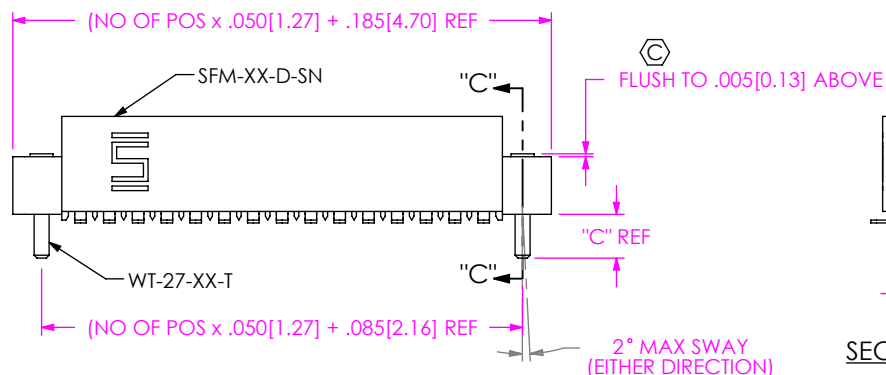 (NO OF POS x .050[1.27] + .185[4.70] REF
C
FLUSH TO .005[0.13] ABOVE
SFM-XX-D-SN
"C"
"C" REF
WT-27-XX-T
"C"
(NO OF POS x .050[1.27] + .085[2.16] REF
2° MAX SWAY
(EITHER DIRECTION)
SEC